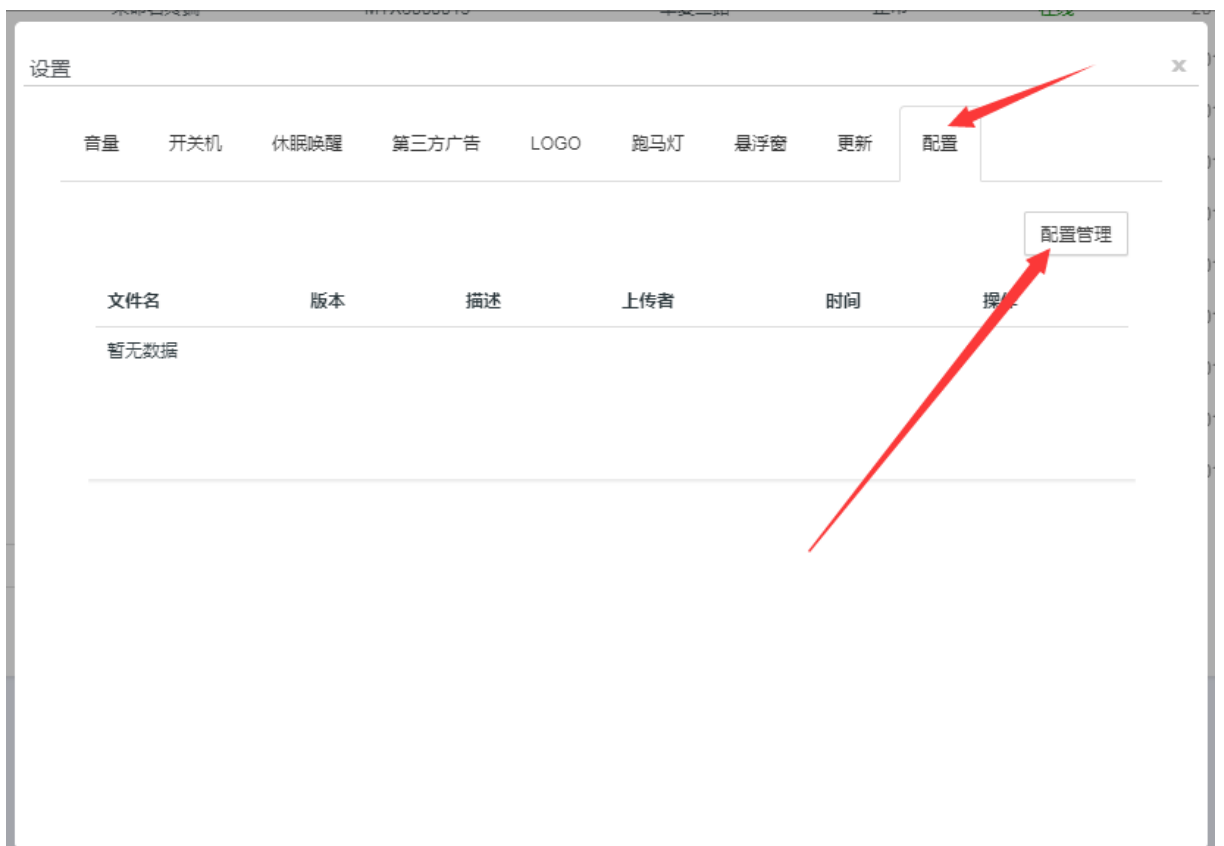 设置 x
音量 开关机 休眠唤醒 第三方广告 LOGO 跑马灯 悬浮窗 更新 配置
配置管理
文件名 版本 描述 上传者 时间 操作
暂无数据